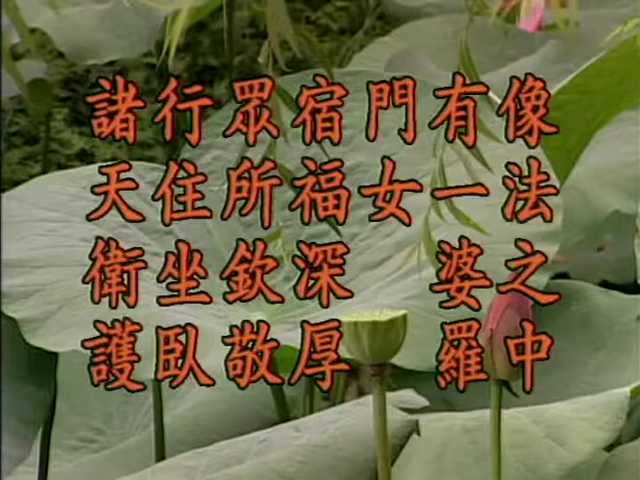 像法之中
有一婆羅
門女
宿福深厚
眾所欽敬
行住坐臥
諸天衛護